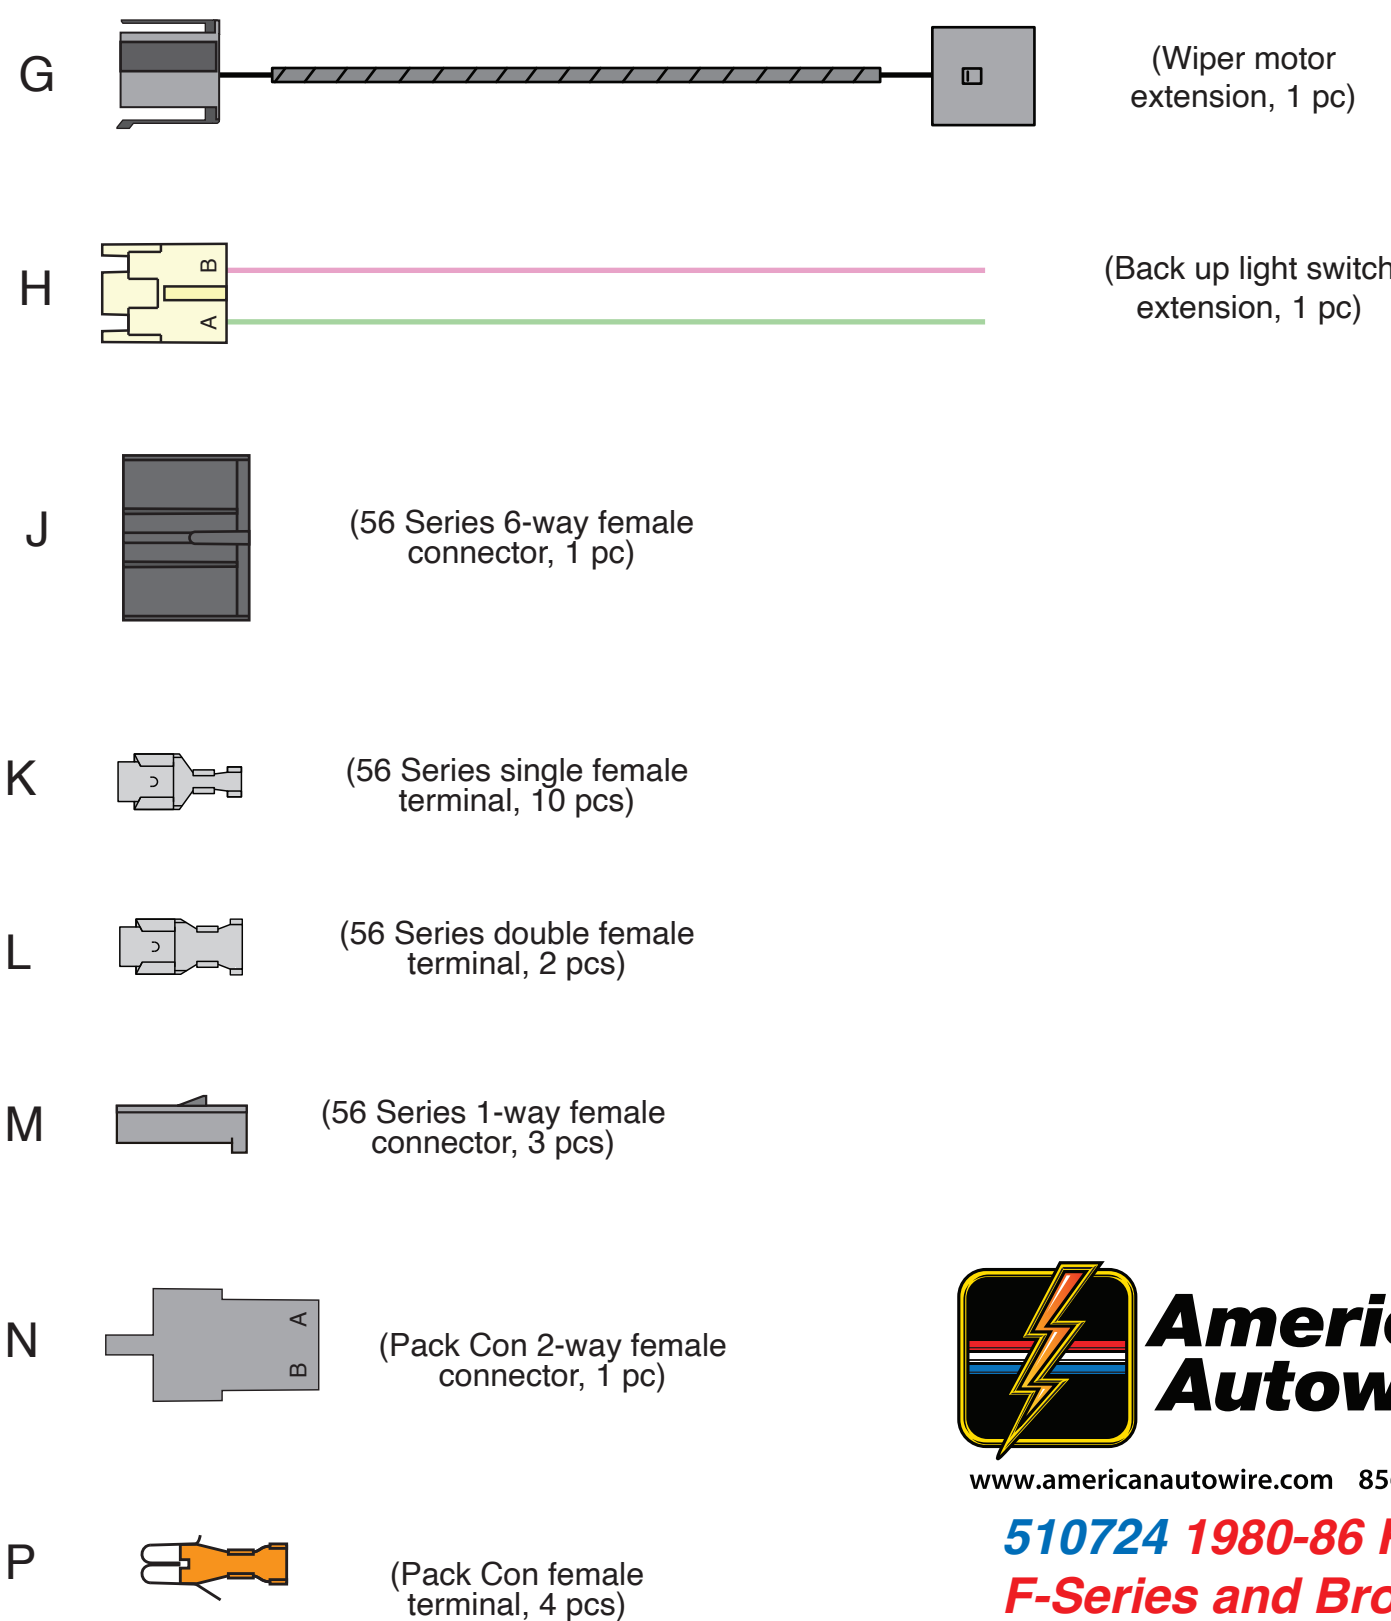 G
(Wiper motor
extension, 1 pc)
H
B
A
(Back up light switch
extension, 1 pc)
J
(56 Series 6-way female
connector, 1 pc)
K
(56 Series single female
terminal, 10 pcs)
L
(56 Series double female
terminal, 2 pcs)
M
(56 Series 1-way female
connector, 3 pcs)
N
A
B
(Pack Con 2-way female
connector, 1 pc)
P
(Pack Con female
terminal, 4 pcs)
www.americanautowire.com
510724 1980-86
F-Series and